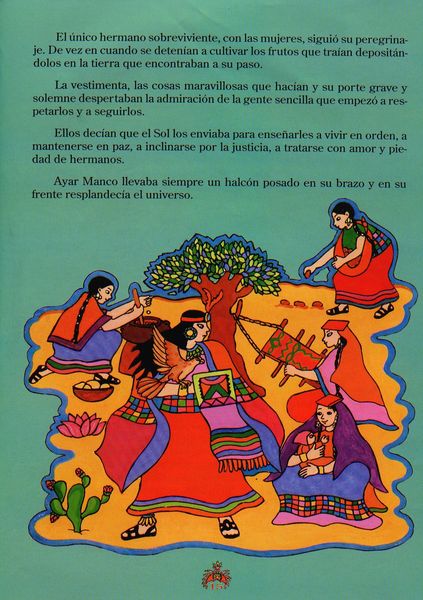 El único hermano sobreviviente, con las mujeres, siguió su peregrina-
je. De vez en cuando se detenían a cultivar los frutos que traían depositán-
dolos en la tierra que encontraban a su paso.
La vestimenta, las cosas maravillosas que hacían y su porte grave y
solemne despertaban la admiración de la gente sencilla que empezó a res-
petarlos y a seguirlos.
Ellos decían que el Sol los enviaba para enseñarles a vivir en orden, a
mantenerse en paz, a inclinarse por la justicia, a tratarse con amor y pie-
dad de hermanos.
Ayar Manco llevaba siempre un halcón posado en su brazo y en su
frente resplandecía el universo.